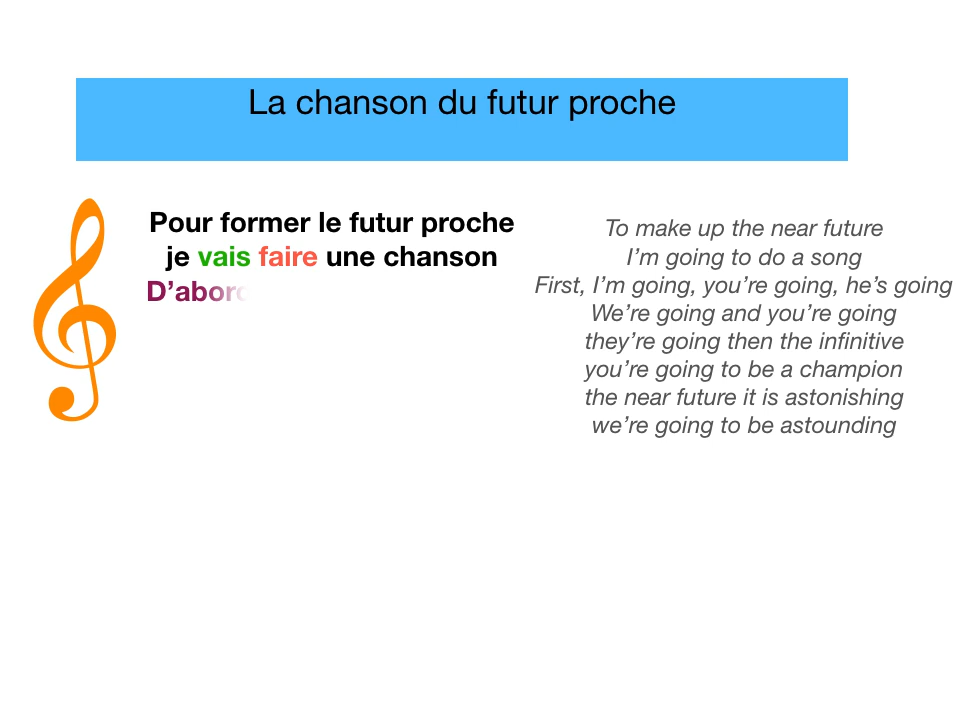 La chanson du futur proche
Pour former le futur proche
je vais faire une chanson
D’abord
To make up the near future
I’m going to do a song
First, I’m going, you’re going, he’s going
We’re going and you’re going
they’re going then the infinitive
you’re going to be a champion
the near future it is astonishing
we’re going to be astounding